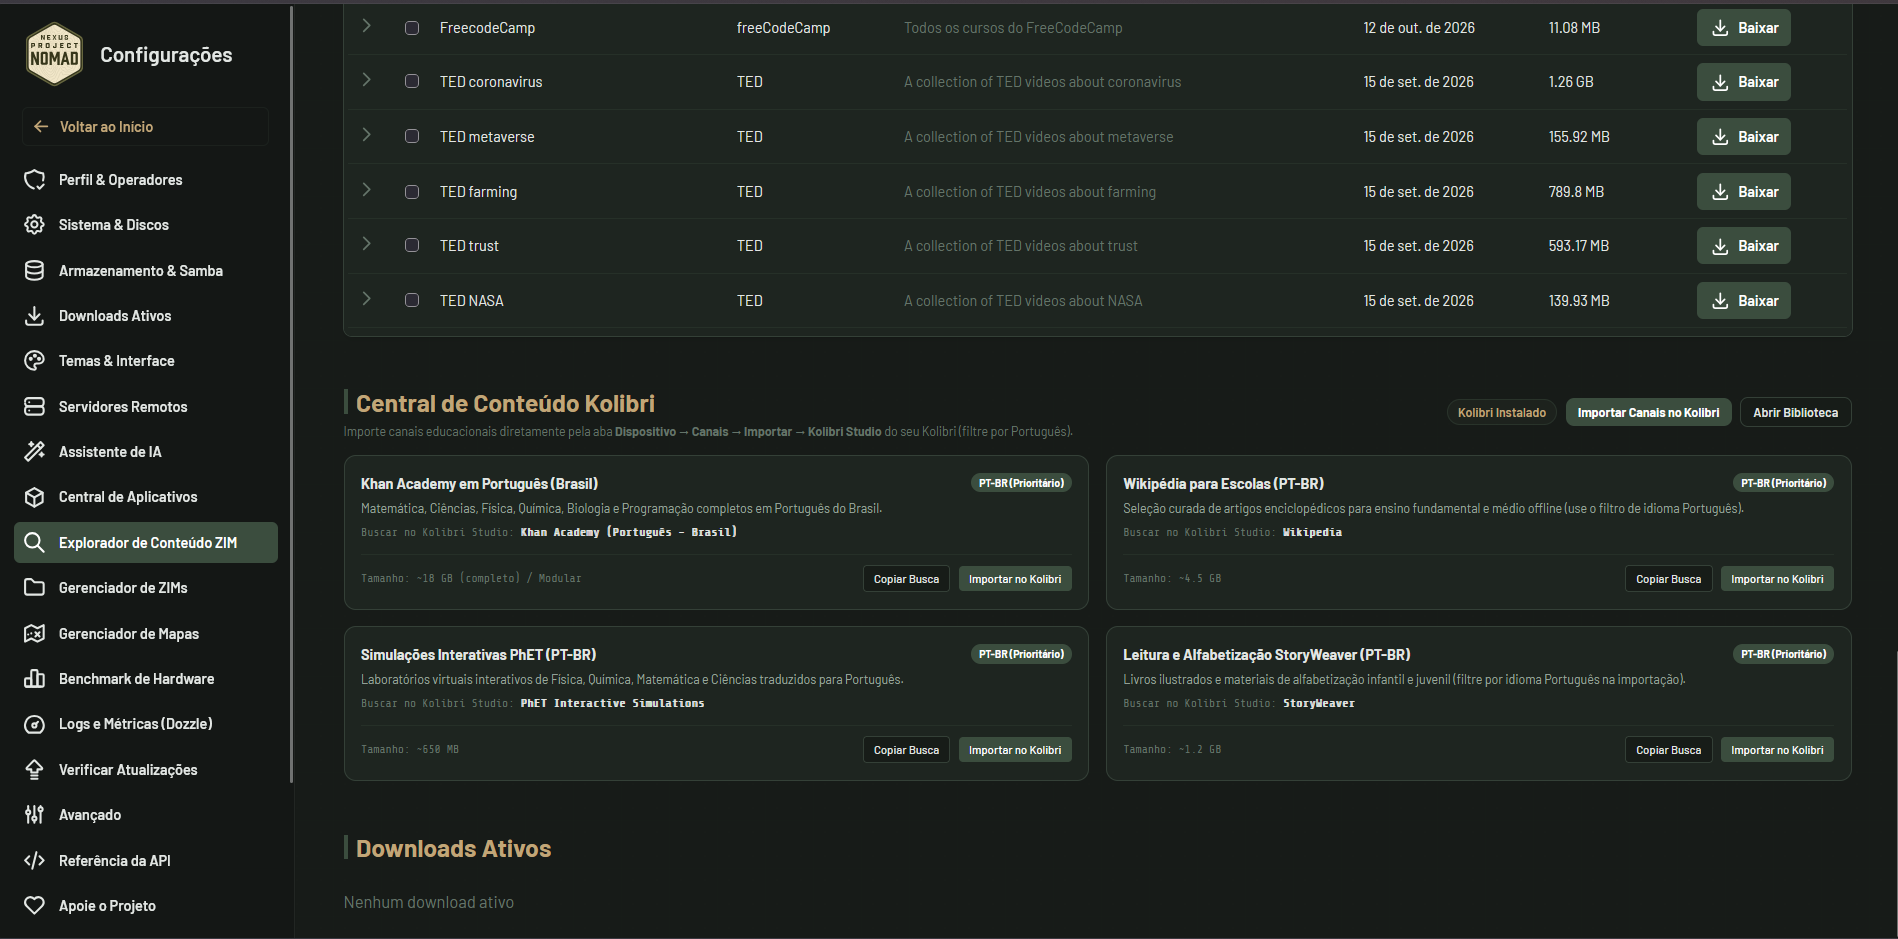 NEXUS
PROJECT
NOMAD
Configurações
Voltar ao Início
Perfil & Operadores
Sistema & Discos
Armazenamento & Samba
Downloads Ativos
Temas & Interface
Servidores Remotos
Assistente de IA
Central de Aplicativos
Explorador de Conteúdo ZIM
Gerenciador de ZIMs
Gerenciador de Mapas
Benchmark de Hardware
Logs e Métricas (Dozzle)
Verificar Atualizações
Avançado
Referência da API
Apoie o Projeto
FreecodeCamp freeCodeCamp Todos os cursos do FreeCodeCamp 12 de out. de 2026 11.08 MB Baixar
TED coronavirus TED A collection of TED videos about coronavirus 15 de set. de 2026 1.26 GB Baixar
TED metaverse TED A collection of TED videos about metaverse 15 de set. de 2026 155.92 MB Baixar
TED farming TED A collection of TED videos about farming 15 de set. de 2026 789.8 MB Baixar
TED trust TED A collection of TED videos about trust 15 de set. de 2026 593.17 MB Baixar
TED NASA TED A collection of TED videos about NASA 15 de set. de 2026 139.93 MB Baixar
Central de Conteúdo Kolibri
Kolibri Instalado Importar Canais no Kolibri Abrir Biblioteca
Importe canais educacionais diretamente pela aba Dispositivo → Canais → Importar → Kolibri Studio do seu Kolibri (filtre por Português).
Khan Academy em Português (Brasil) PT-BR (Prioritário)
Matemática, Ciências, Física, Química, Biologia e Programação completos em Português do Brasil.
Buscar no Kolibri Studio: Khan Academy (Português - Brasil)
Tamanho: ~18 GB (completo) / Modular Copiar Busca Importar no Kolibri
Wikipédia para Escolas (PT-BR) PT-BR (Prioritário)
Seleção curada de artigos enciclopédicos para ensino fundamental e médio offline (use o filtro de idioma Português).
Buscar no Kolibri Studio: Wikipedia
Tamanho: ~4.5 GB Copiar Busca Importar no Kolibri
Simulações Interativas PhET (PT-BR) PT-BR (Prioritário)
Laboratórios virtuais interativos de Física, Química, Matemática e Ciências traduzidos para Português.
Buscar no Kolibri Studio: PhET Interactive Simulations
Tamanho: ~650 MB Copiar Busca Importar no Kolibri
Leitura e Alfabetização StoryWeaver (PT-BR) PT-BR (Prioritário)
Livros ilustrados e materiais de alfabetização infantil e juvenil (filtre por idioma Português na importação).
Buscar no Kolibri Studio: StoryWeaver
Tamanho: ~1.2 GB Copiar Busca Importar no Kolibri
Downloads Ativos
Nenhum download ativo